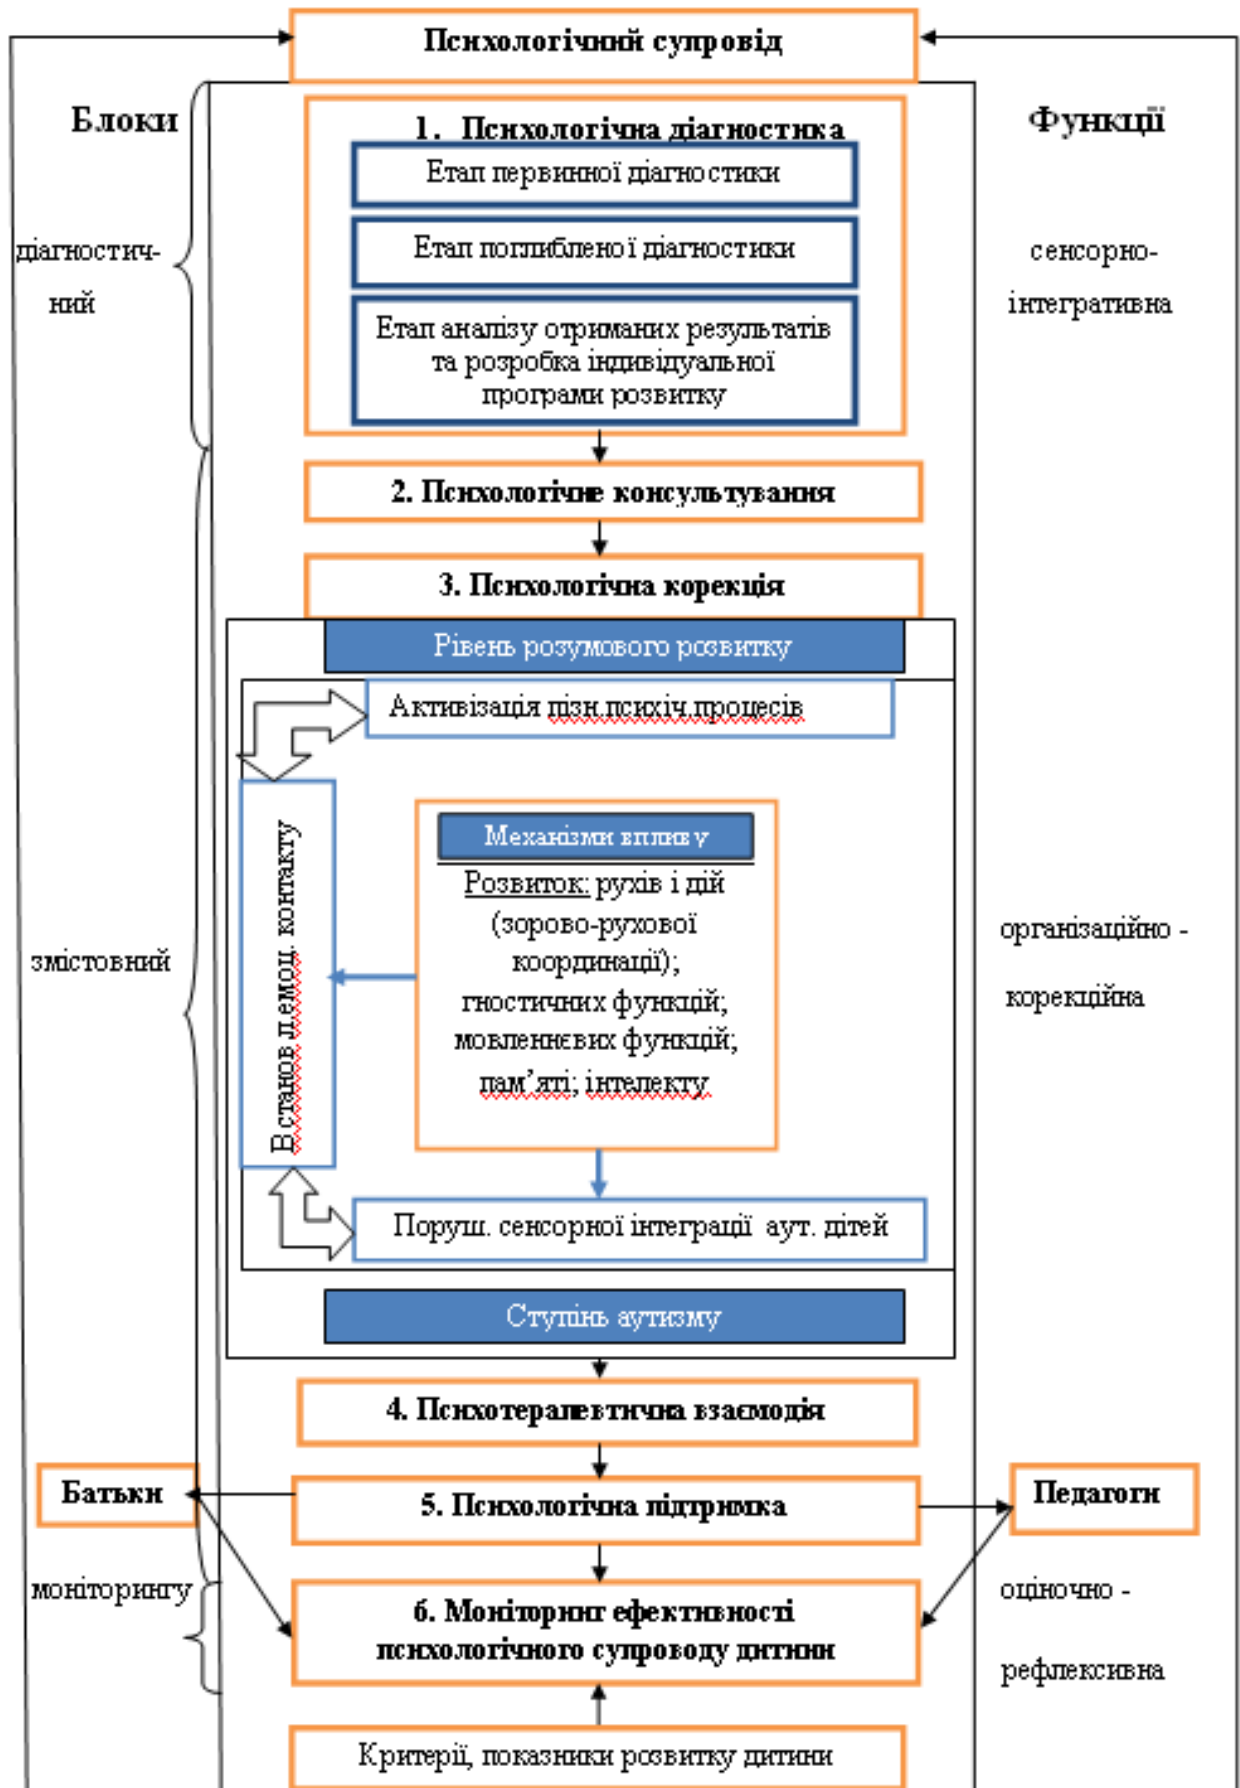 Психологічний супровід
Блоки
Функції
1. Психологічна діагностика
Етап первинної діагностики
діагностич-
ний
Етап поглибленої діагностики
сенсорно-
інтегративна
Етап аналізу отриманих результатів
та розробка індивідуальної
програми розвитку
2. Психологічне консультування
3. Психологічна корекція
Рівень розумового розвитку
Активізація пізн.психіч.процесів
змістовний
Встановл.емоц. контакту
Механізми впливу
Розвиток: рухів і дій
(зорово-рухової
координації);
гностичних функцій;
мовленнєвих функцій;
пам’яті; інтелекту
організаційно -
корекційна
Поруш. сенсорної інтеграції аут. дітей
Ступінь аутизму
4. Психотерапевтична взаємодія
Батьки
5. Психологічна підтримка
Педагоги
моніторингу
6. Моніторинг ефективності
психологічного супроводу дитини
оціночно -
рефлексивна
Критерії, показники розвитку дитини